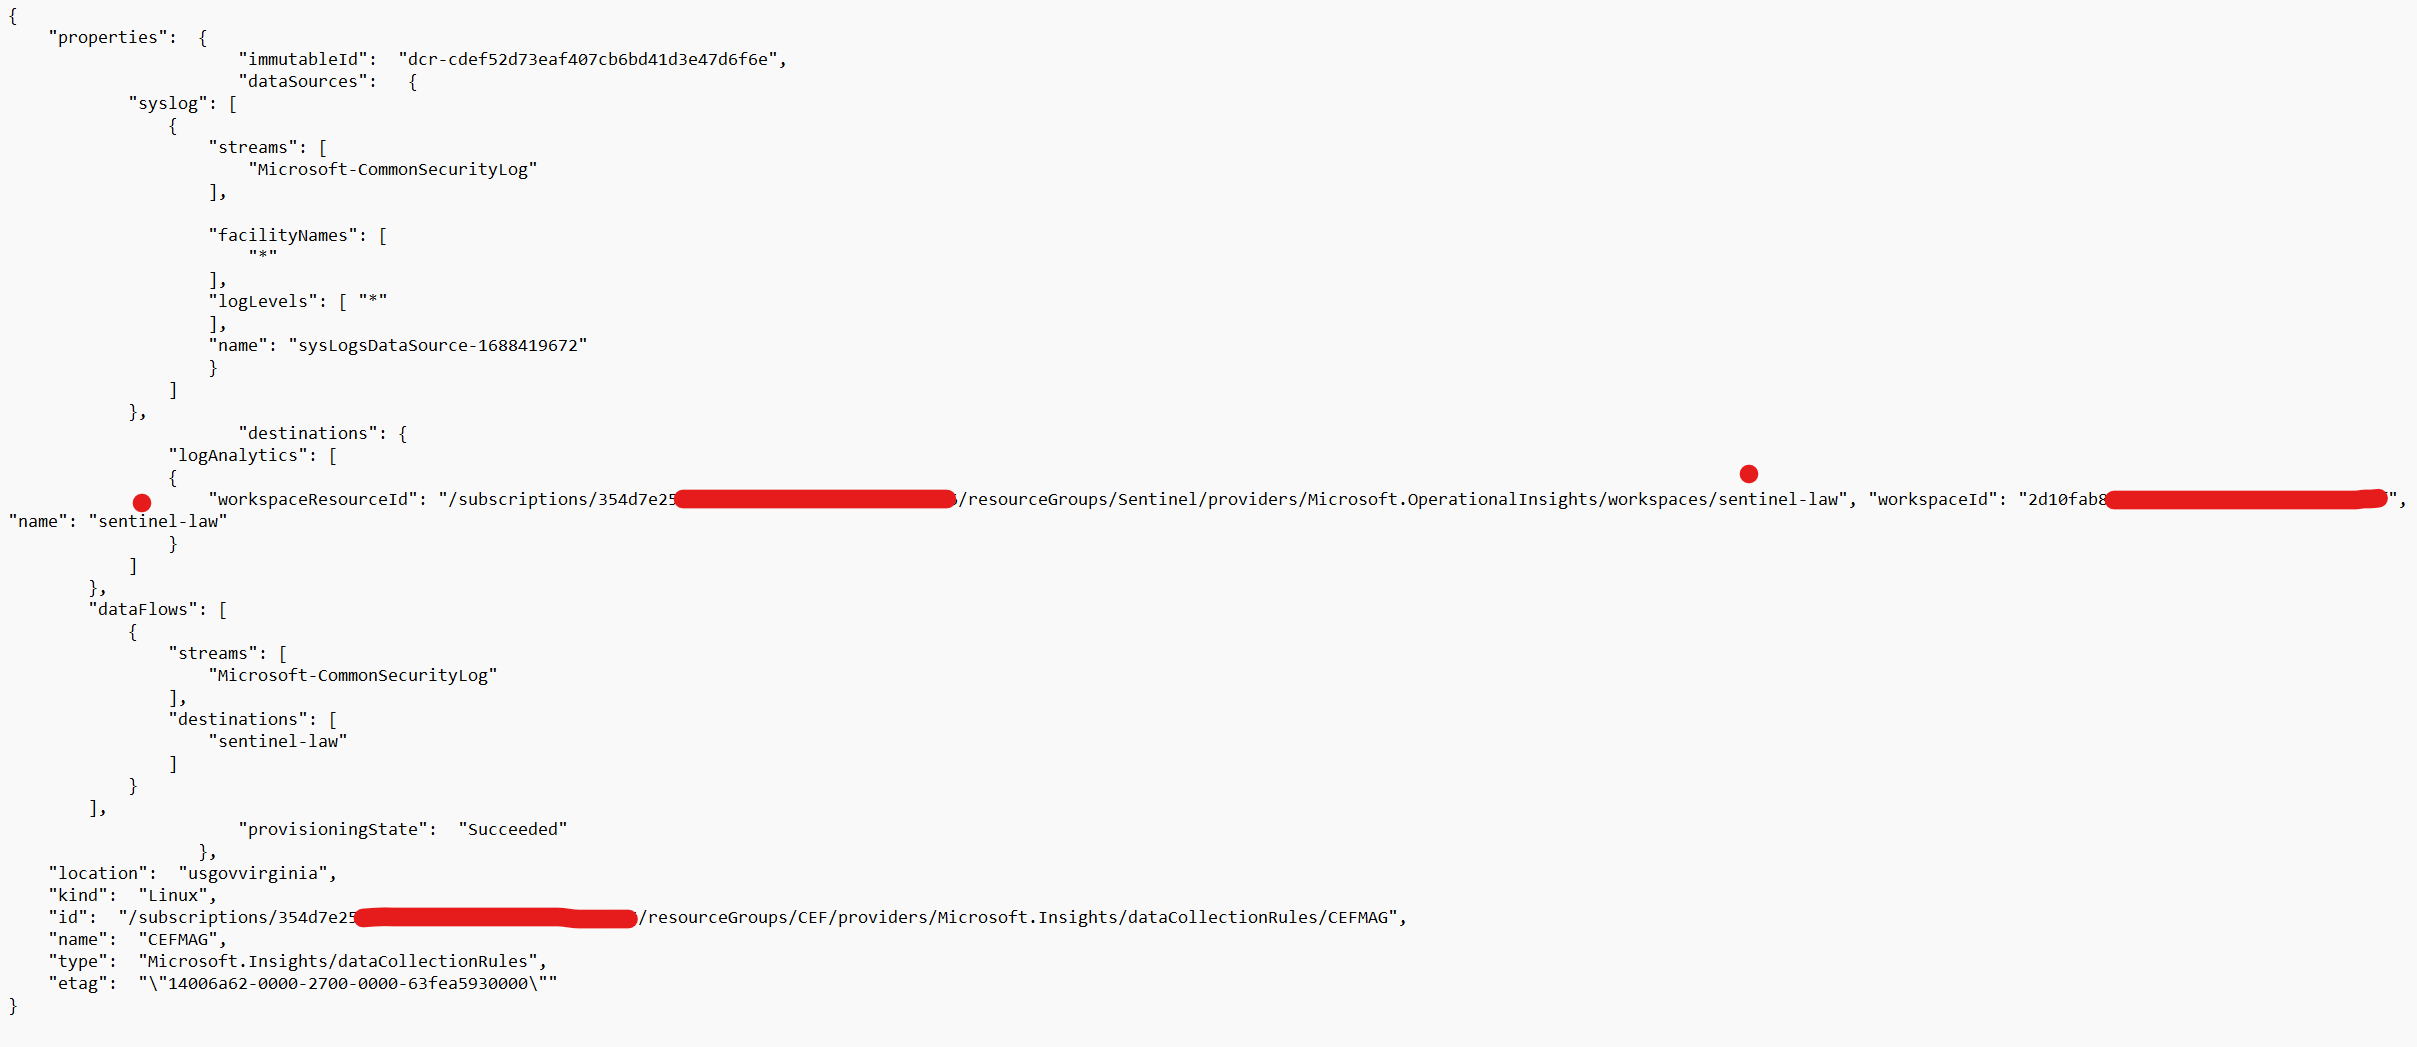 {
"properties":  {
"immutableId":  "dcr-cdef52d73eaf407cb6bd41d3e47d6f6e",
"dataSources":   {
"syslog": [
{
"streams": [
"Microsoft-CommonSecurityLog"
],
"facilityNames": [
"*"
],
"logLevels": [ "*"
],
"name": "sysLogsDataSource-1688419672"
}
]
},
"destinations": {
"logAnalytics": [
{
"workspaceResourceId": "/subscriptions/354d7e25 /resourceGroups/Sentinel/providers/Microsoft.OperationalInsights/workspaces/sentinel-law", "workspaceId": "2d10fab8 ",
"name": "sentinel-law"
}
]
},
"dataFlows": [
{
"streams": [
"Microsoft-CommonSecurityLog"
],
"destinations": [
"sentinel-law"
]
}
],
"provisioningState":  "Succeeded"
},
"location":  "usgovvirginia",
"kind":  "Linux",
"id":  "/subscriptions/354d7e25 /resourceGroups/CEF/providers/Microsoft.Insights/dataCollectionRules/CEFMAG",
"name":  "CEFMAG",
"type":  "Microsoft.Insights/dataCollectionRules",
"etag":  "\"14006a62-0000-2700-0000-63fea5930000\""
}